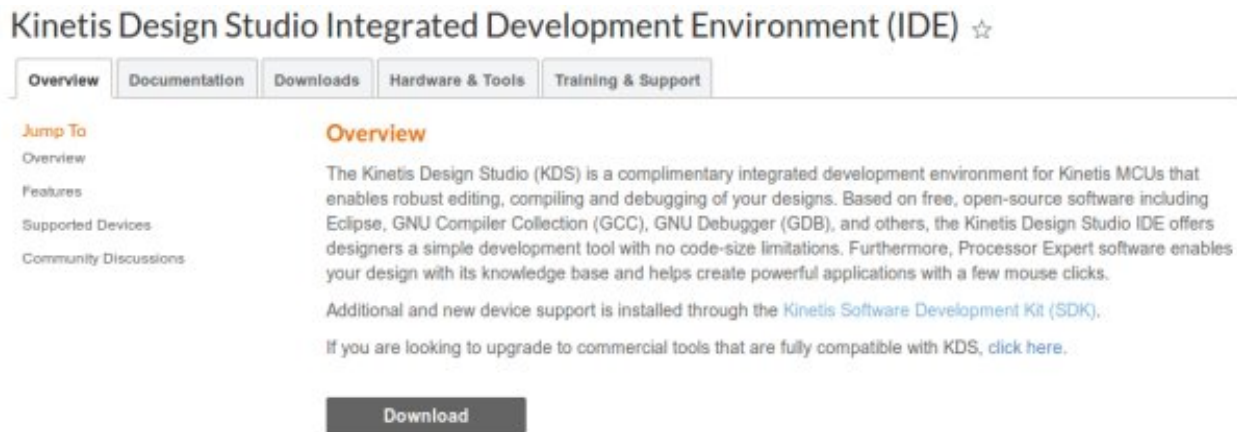 Kinetis Design Studio Integrated Development Environment (IDE) ☆
Overview Documentation Downloads Hardware & Tools Training & Support
Jump To
Overview
Features
Supported Devices
Community Discussions
Overview
The Kinetis Design Studio (KDS) is a complimentary integrated development environment for Kinetis MCUs that
enables robust editing, compiling and debugging of your designs. Based on free, open-source software including
Eclipse, GNU Compiler Collection (GCC), GNU Debugger (GDB), and others, the Kinetis Design Studio IDE offers
designers a simple development tool with no code-size limitations. Furthermore, Processor Expert software enables
your design with its knowledge base and helps create powerful applications with a few mouse clicks.
Additional and new device support is installed through the Kinetis Software Development Kit (SDK).
If you are looking to upgrade to commercial tools that are fully compatible with KDS, click here.
Download